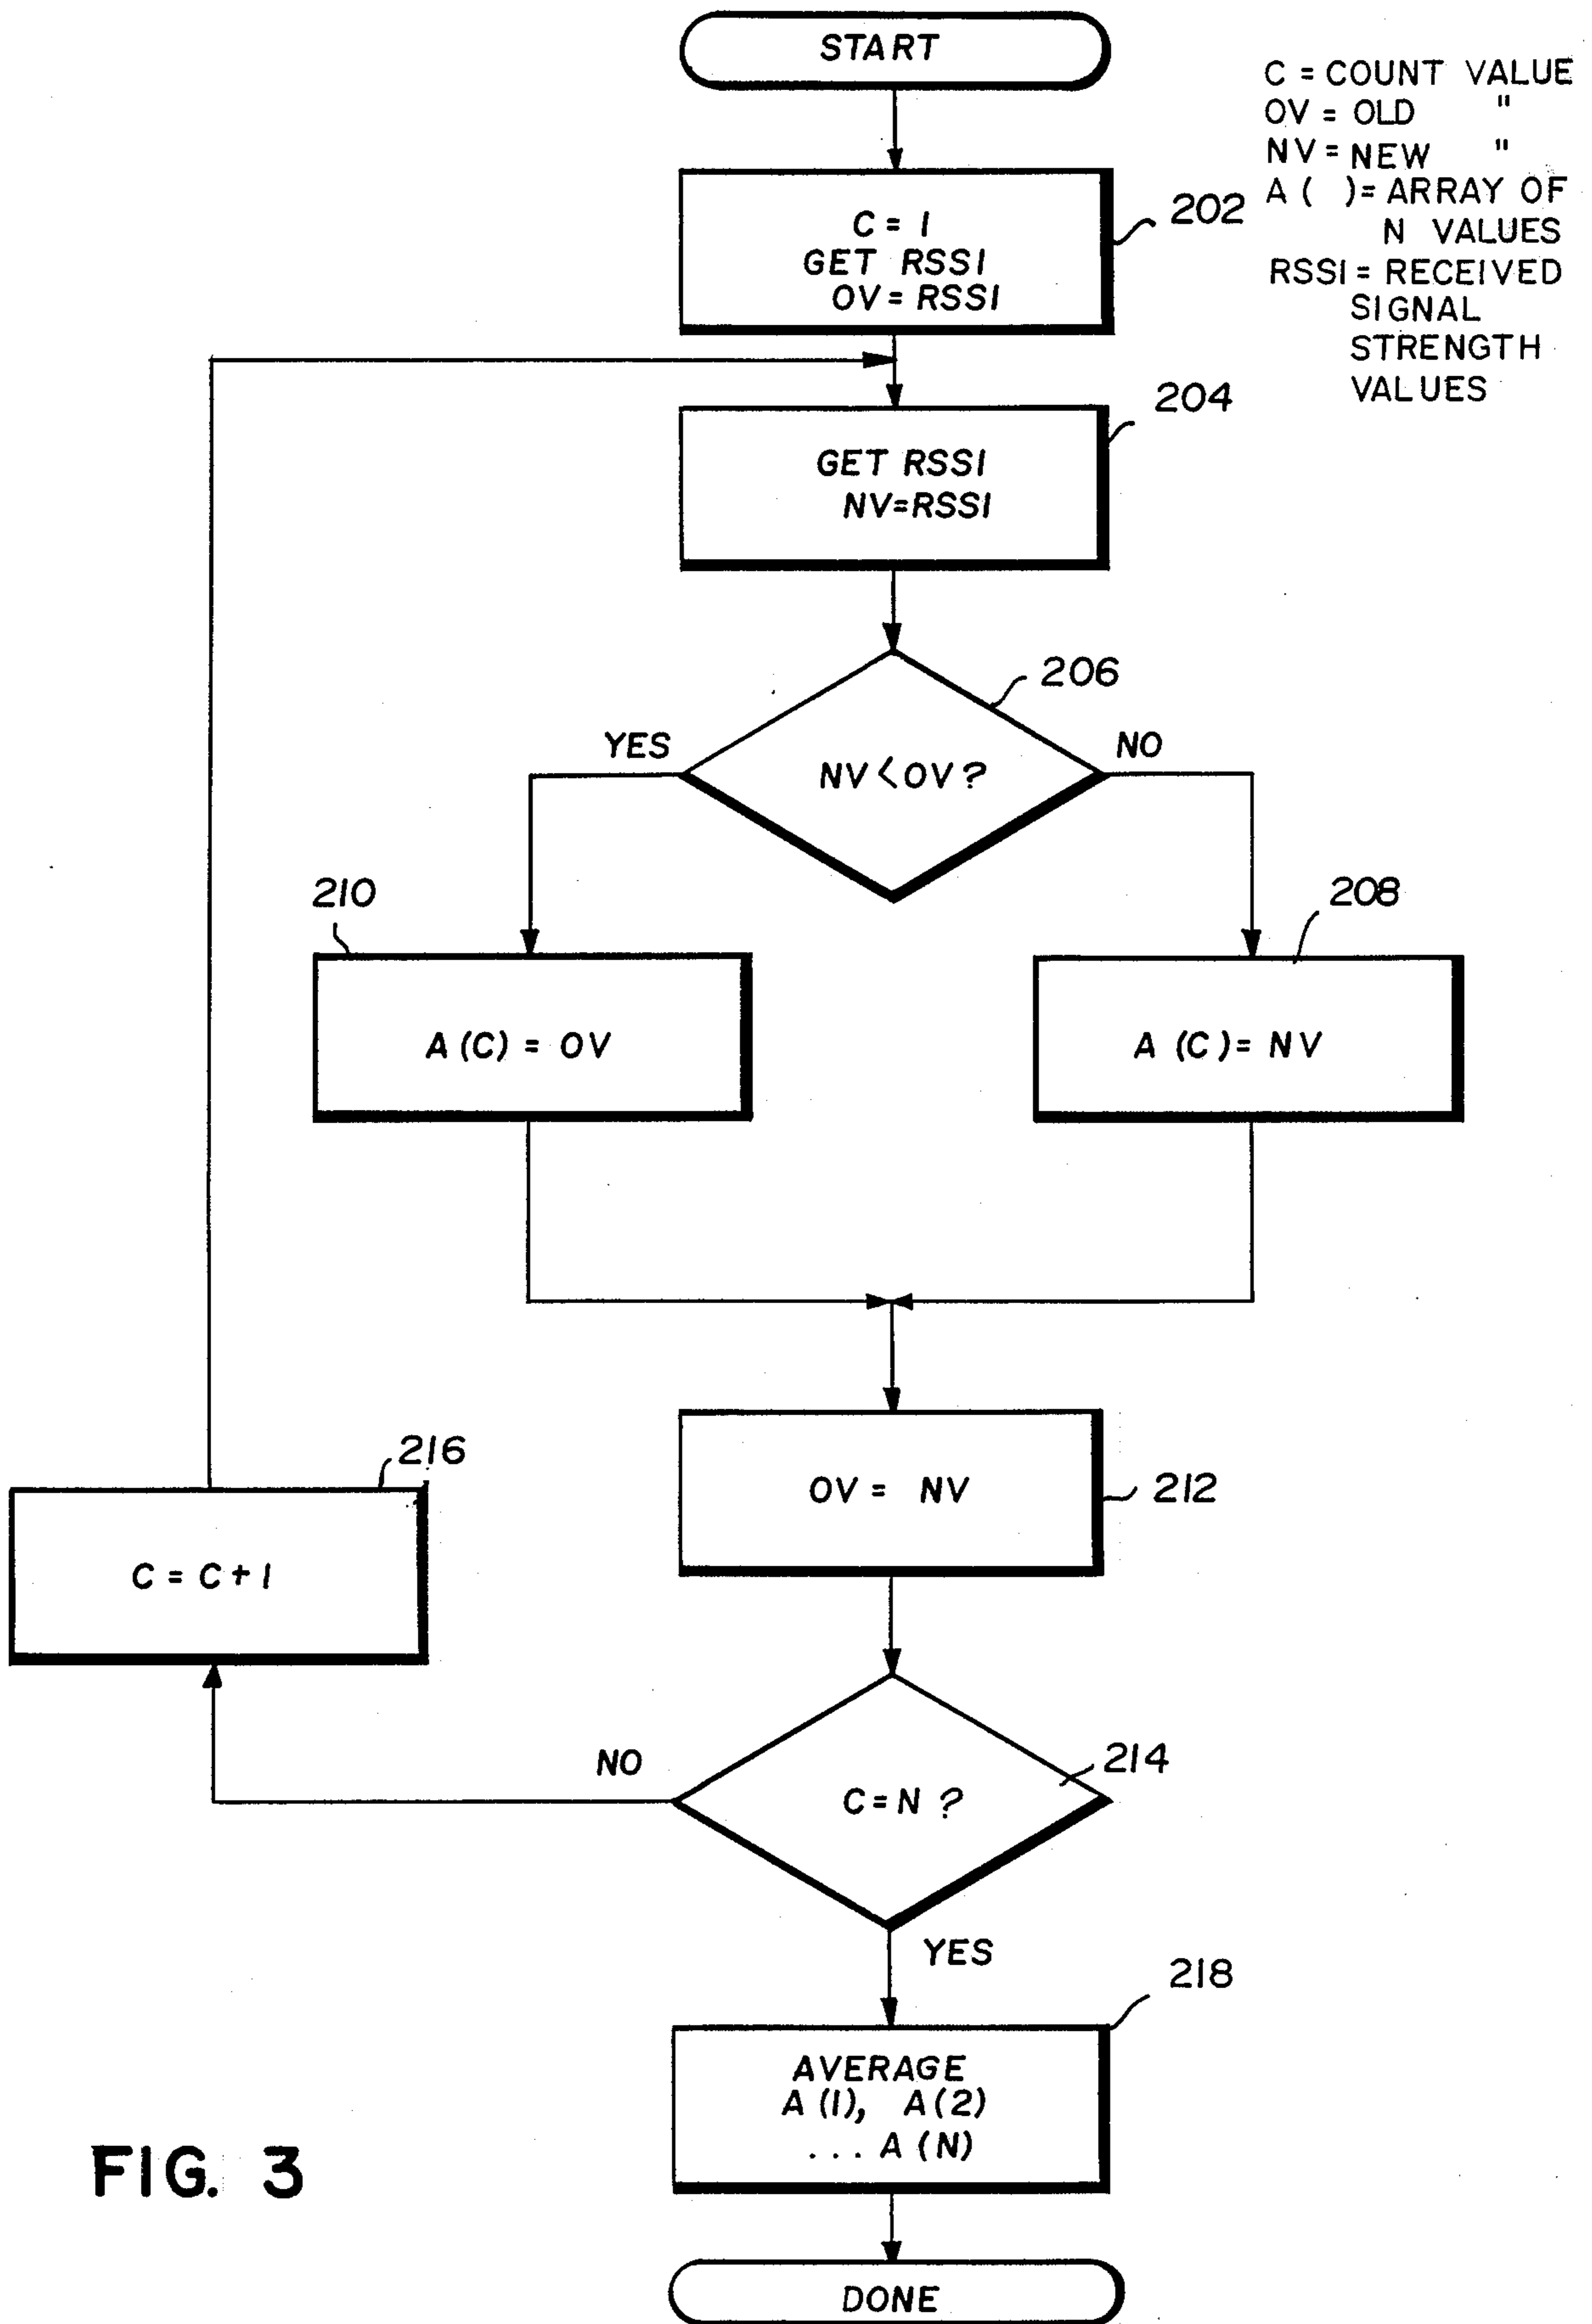 START
C = COUNT VALUE
OV = OLD "
NV = NEW "
A ( ) = ARRAY OF
N VALUES
RSSI = RECEIVED
SIGNAL
STRENGTH
VALUES
202
C = 1
GET RSSI
OV = RSSI
204
GET RSSI
NV=RSSI
206
YES
NO
NV < OV ?
210
208
A (C) = OV
A (C) = NV
216
OV = NV
212
C = C + 1
NO
214
C = N ?
YES
218
AVERAGE
A (1), A (2)
... A (N)
FIG. 3
DONE